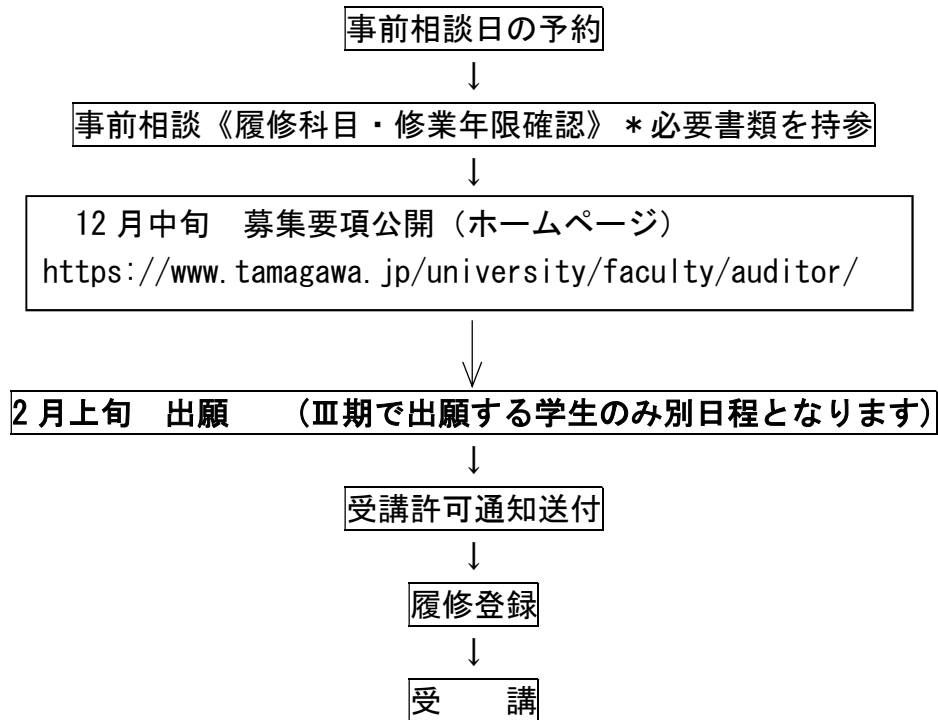 事前相談日の予約
↓
事前相談《履修科目・修業年限確認》＊必要書類を持参
↓
12月中旬　募集要項公開（ホームページ）
https://www.tamagawa.jp/university/faculty/auditor/
↓
2月上旬　出願　　（Ⅲ期で出願する学生のみ別日程となります）
↓
受講許可通知送付
↓
履修登録
↓
受　　講